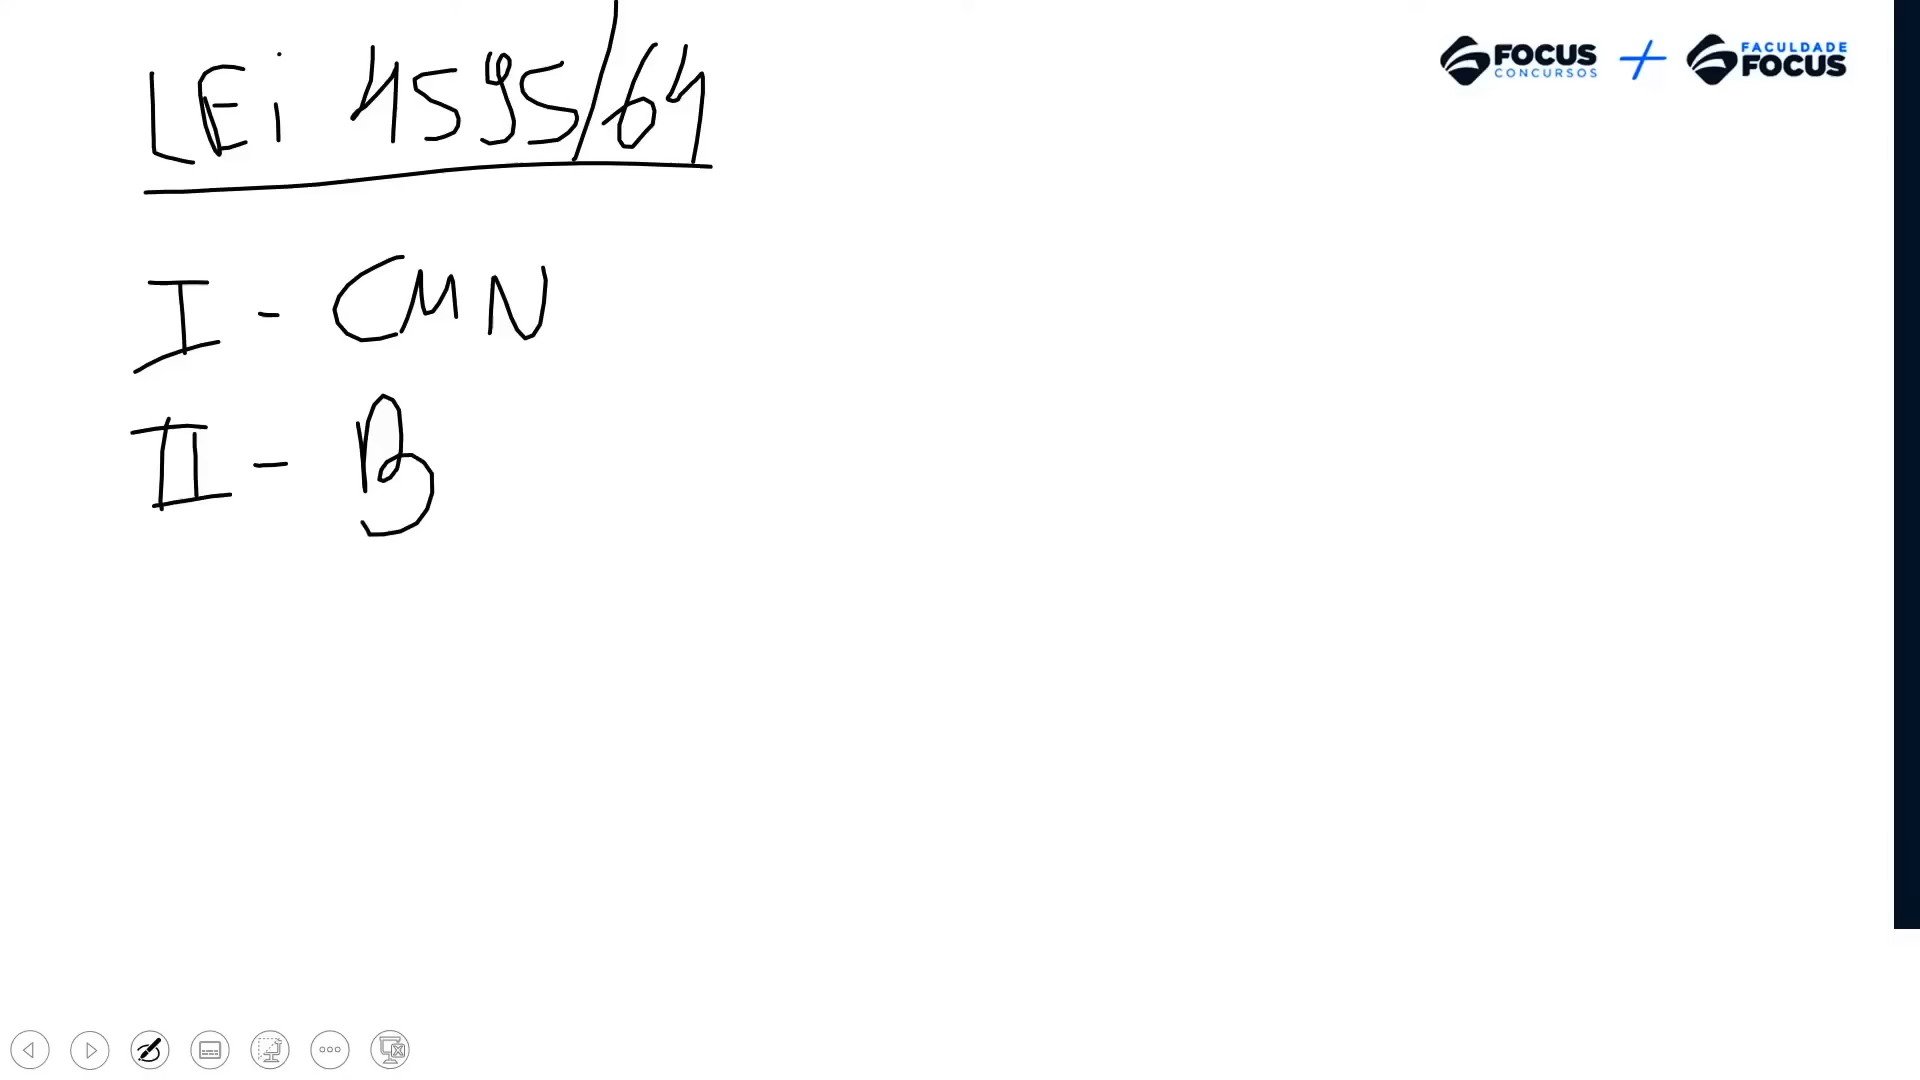 LEi 4595/64
FOCUS CONCURSOS + FACULDADE FOCUS
I - CMN
II - B